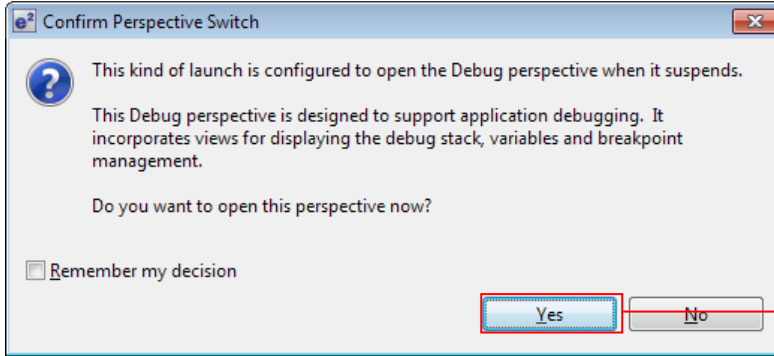 e² Confirm Perspective Switch
This kind of launch is configured to open the Debug perspective when it suspends.
This Debug perspective is designed to support application debugging. It
incorporates views for displaying the debug stack, variables and breakpoint
management.
Do you want to open this perspective now?
Remember my decision
Yes No